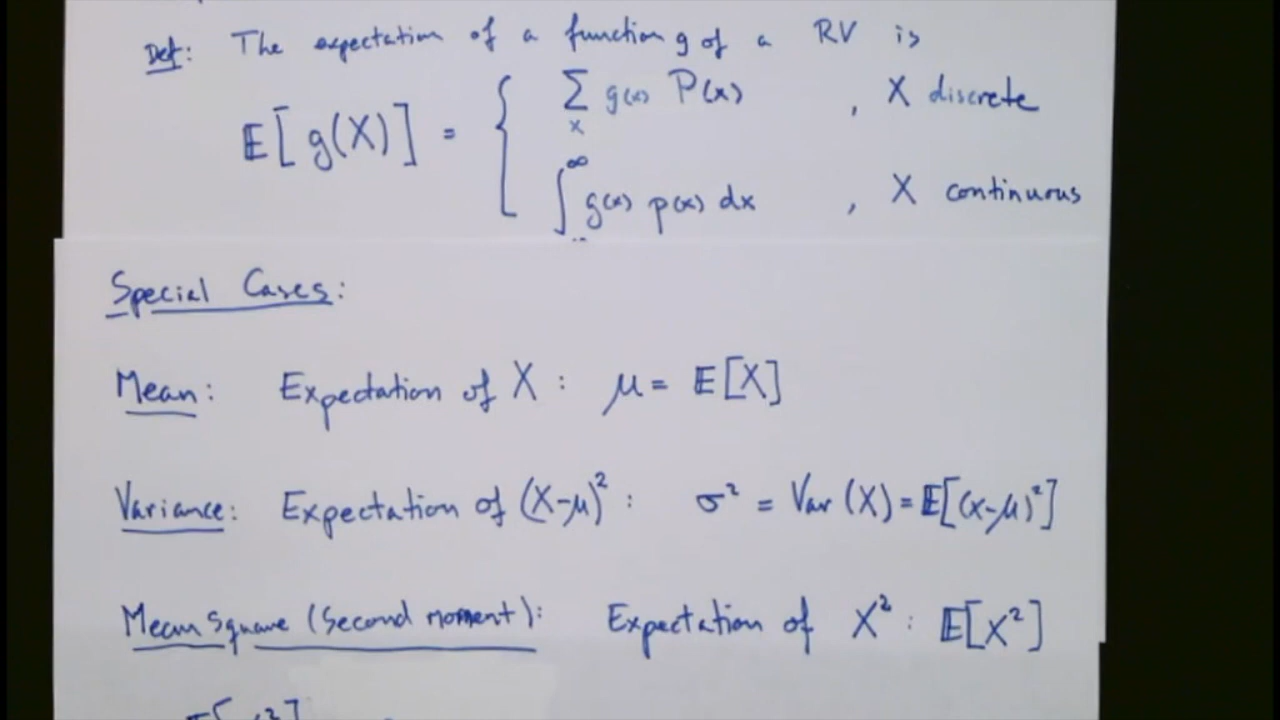 Def: The expectation of a function g of a RV is
E[g(X)] = { ∑ₓ g(x) P(x) , X discrete
∫^∞ g(x) p(x) dx , X continuous
Special Cases:
Mean: Expectation of X : μ = E[X]
Variance: Expectation of (X-μ)² : σ² = Var (X) = E[(X-μ)²]
Mean Square (Second moment): Expectation of X² : E[X²]